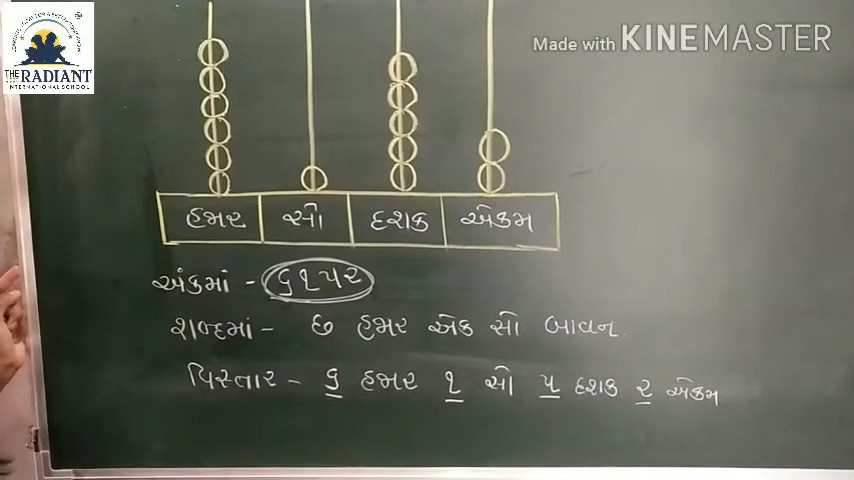 THE RADIANT
INTERNATIONAL SCHOOL
Made with KINEMASTER
હજાર સો દશક એકમ
અંકમાં - ૬૧૫૨
શબ્દમાં - છ હજાર એક સો બાવન.
વિસ્તાર - ૬ હજાર ૧ સો ૫ દશક ૨ એકમ